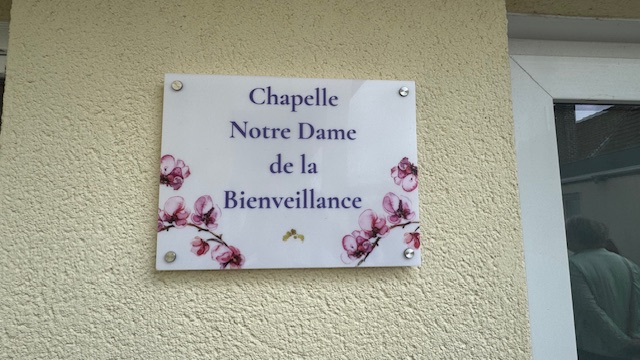 Chapelle
Notre Dame
de la
Bienveillance